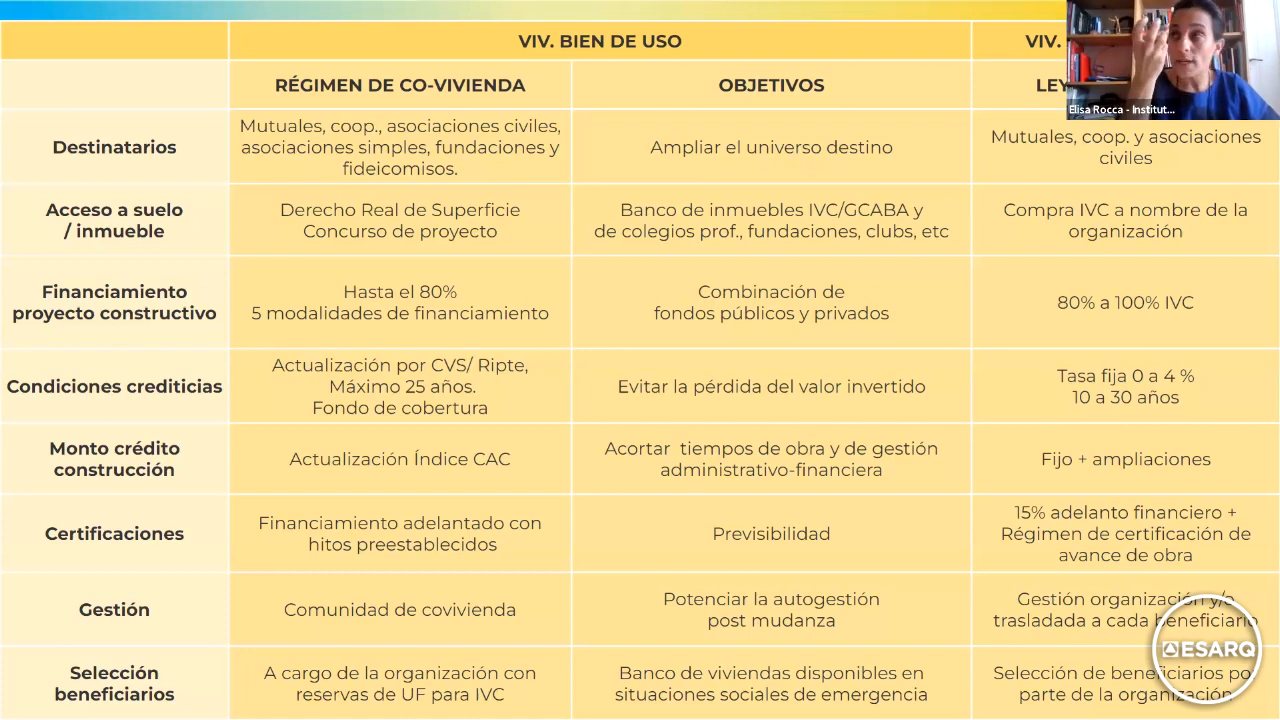 VIV. BIEN DE USO
VIV.
RÉGIMEN DE CO-VIVIENDA
OBJETIVOS
LEY
Elisa Rocca - Institut...
Destinatarios
Mutuales, coop., asociaciones civiles,
asociaciones simples, fundaciones y
fideicomisos.
Ampliar el universo destino
Mutuales, coop. y asociaciones
civiles
Acceso a suelo
/ inmueble
Derecho Real de Superficie
Concurso de proyecto
Banco de inmuebles IVC/GCABA y
de colegios prof., fundaciones, clubs, etc
Compra IVC a nombre de la
organización
Financiamiento
proyecto constructivo
Hasta el 80%
5 modalidades de financiamiento
Combinación de
fondos públicos y privados
80% a 100% IVC
Condiciones crediticias
Actualización por CVS/ Ripte,
Máximo 25 años.
Fondo de cobertura
Evitar la pérdida del valor invertido
Tasa fija 0 a 4 %
10 a 30 años
Monto crédito
construcción
Actualización Índice CAC
Acortar tiempos de obra y de gestión
administrativo-financiera
Fijo + ampliaciones
Certificaciones
Financiamiento adelantado con
hitos preestablecidos
Previsibilidad
15% adelanto financiero +
Régimen de certificación de
avance de obra
Gestión
Comunidad de covivienda
Potenciar la autogestión
post mudanza
Gestión organización y/o
trasladada a cada beneficiario
Selección
beneficiarios
A cargo de la organización con
reservas de UF para IVC
Banco de viviendas disponibles en
situaciones sociales de emergencia
Selección de beneficiarios por
parte de la organización
ESARQ